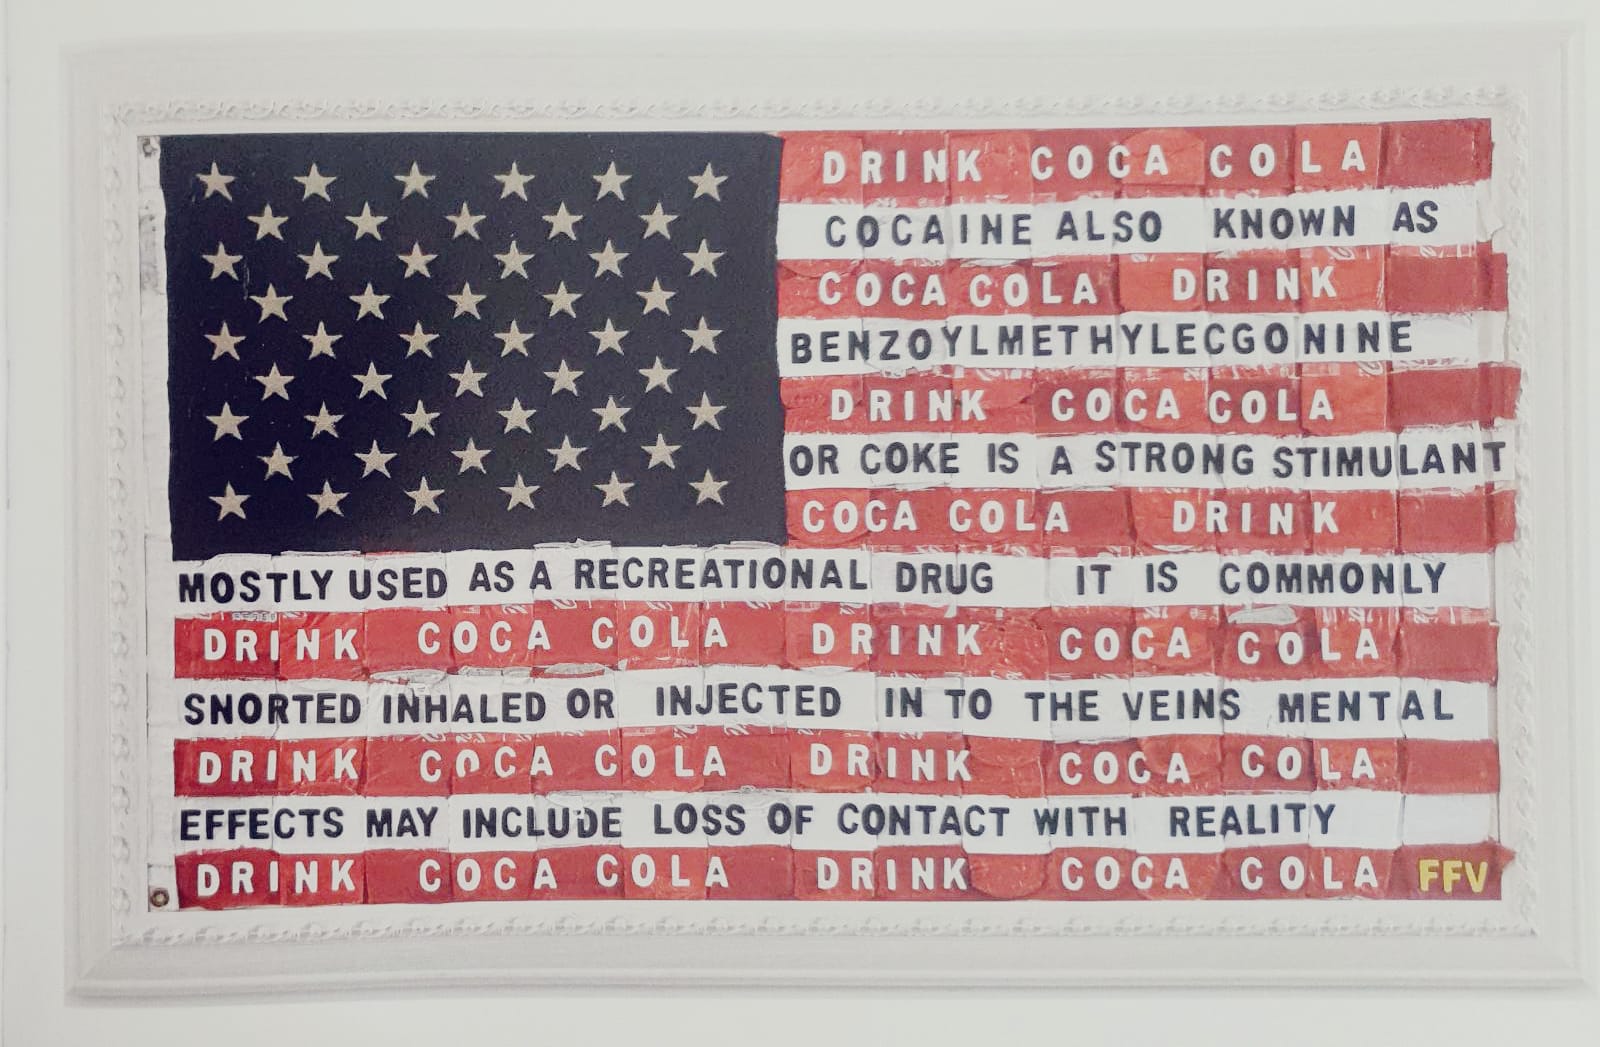 DRINK COCA COLA
COCAINE ALSO KNOWN AS
COCA COLA DRINK
BENZOYLMETHYLECGONINE
DRINK COCA COLA
OR COKE IS A STRONG STIMULANT
COCA COLA DRINK
MOSTLY USED AS A RECREATIONAL DRUG IT IS COMMONLY
DRINK COCA COLA DRINK COCA COLA
SNORTED INHALED OR INJECTED IN TO THE VEINS MENTAL
DRINK COCA COLA DRINK COCA COLA
EFFECTS MAY INCLUDE LOSS OF CONTACT WITH REALITY
DRINK COCA COLA DRINK COCA COLA FFV